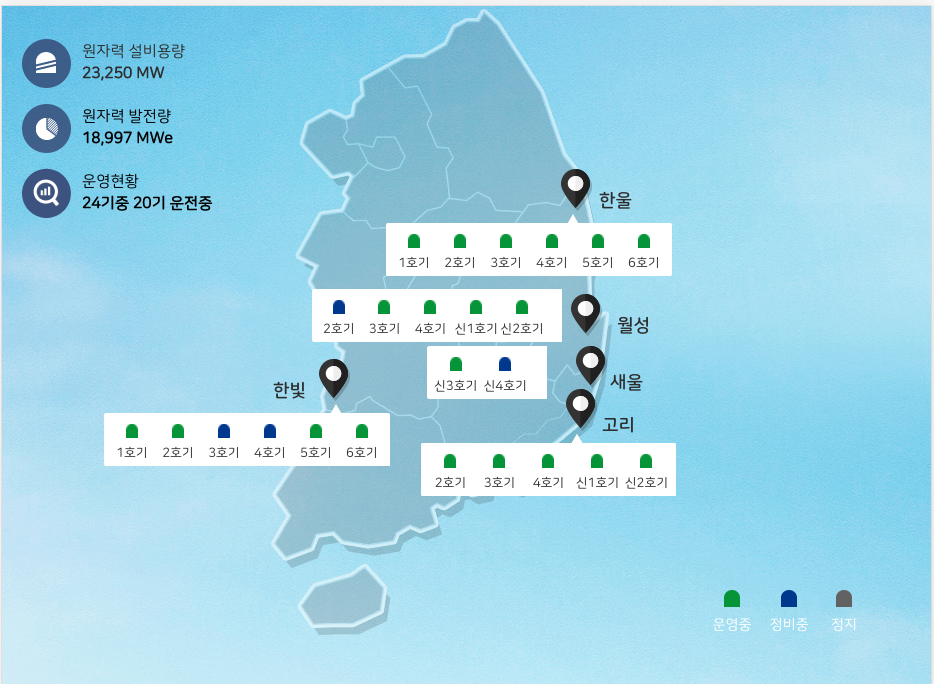 원자력 설비용량
23,250 MW
원자력 발전량
18,997 MWe
운영현황
24기중 20기 운전중
한울
1호기 2호기 3호기 4호기 5호기 6호기
월성
2호기 3호기 4호기 신1호기 신2호기
새울
신3호기 신4호기
한빛
1호기 2호기 3호기 4호기 5호기 6호기
고리
2호기 3호기 4호기 신1호기 신2호기
운영중 정비중 정지